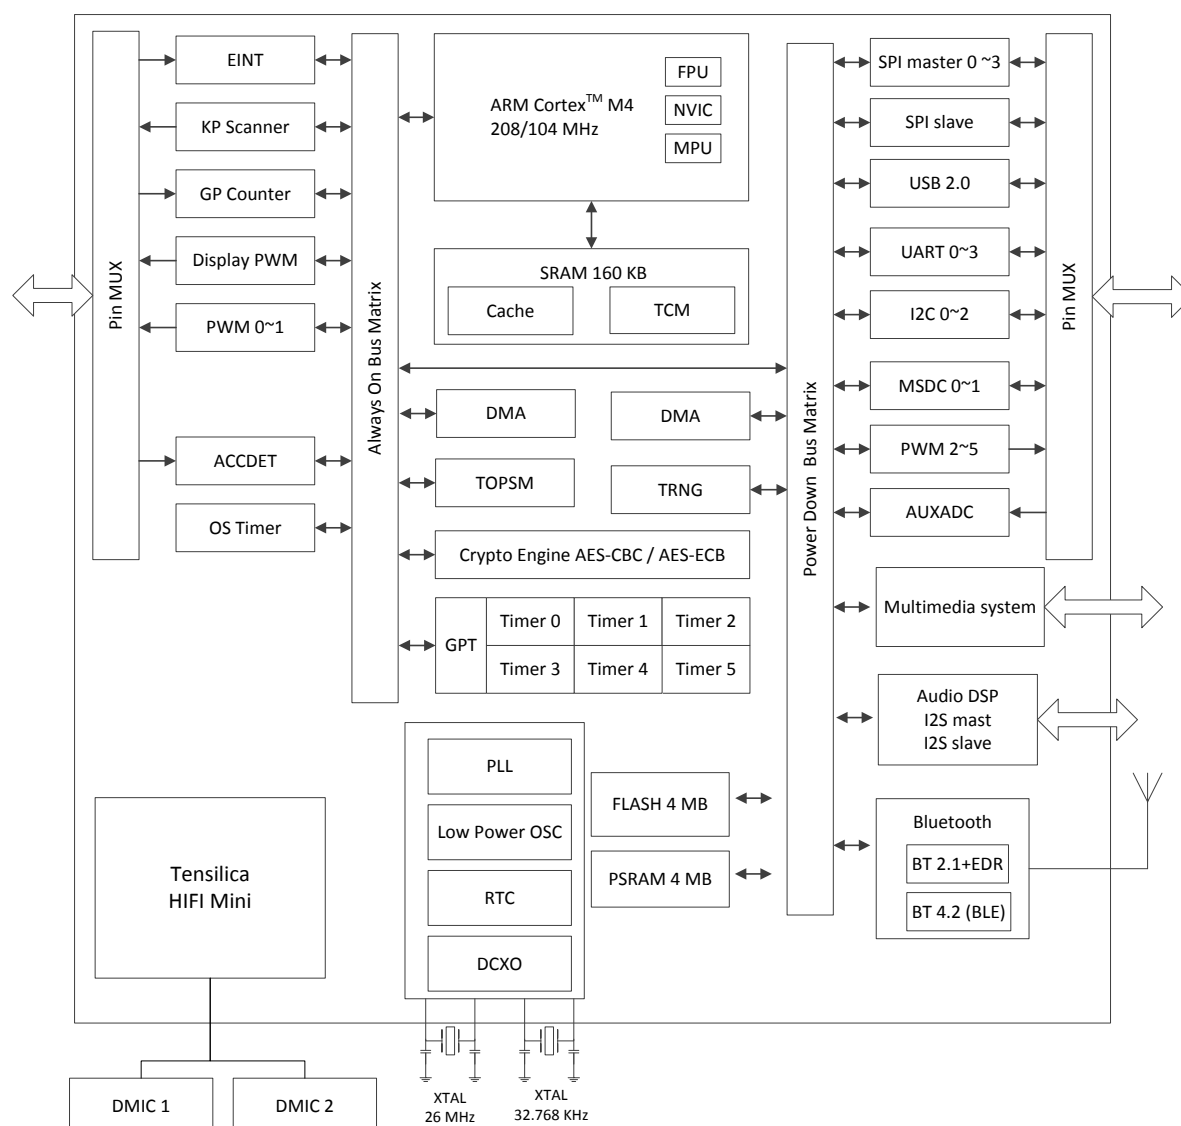 EINT
KP Scanner
GP Counter
Display PWM
PWM 0~1
ACCDET
OS Timer
Pin MUX
Always On Bus Matrix
ARM Cortex™ M4
208/104 MHz
FPU
NVIC
MPU
SRAM 160 KB
Cache
TCM
DMA
DMA
TOPSM
TRNG
Crypto Engine AES-CBC / AES-ECB
GPT
Timer 0
Timer 1
Timer 2
Timer 3
Timer 4
Timer 5
Power Down Bus Matrix
SPI master 0 ~3
SPI slave
USB 2.0
UART 0~3
I2C 0~2
MSDC 0~1
PWM 2~5
AUXADC
Pin MUX
Multimedia system
Audio DSP
I2S mast
I2S slave
PLL
Low Power OSC
RTC
DCXO
FLASH 4 MB
PSRAM 4 MB
Bluetooth
BT 2.1+EDR
BT 4.2 (BLE)
Tensilica
HIFI Mini
DMIC 1
DMIC 2
XTAL
26 MHz
XTAL
32.768 KHz